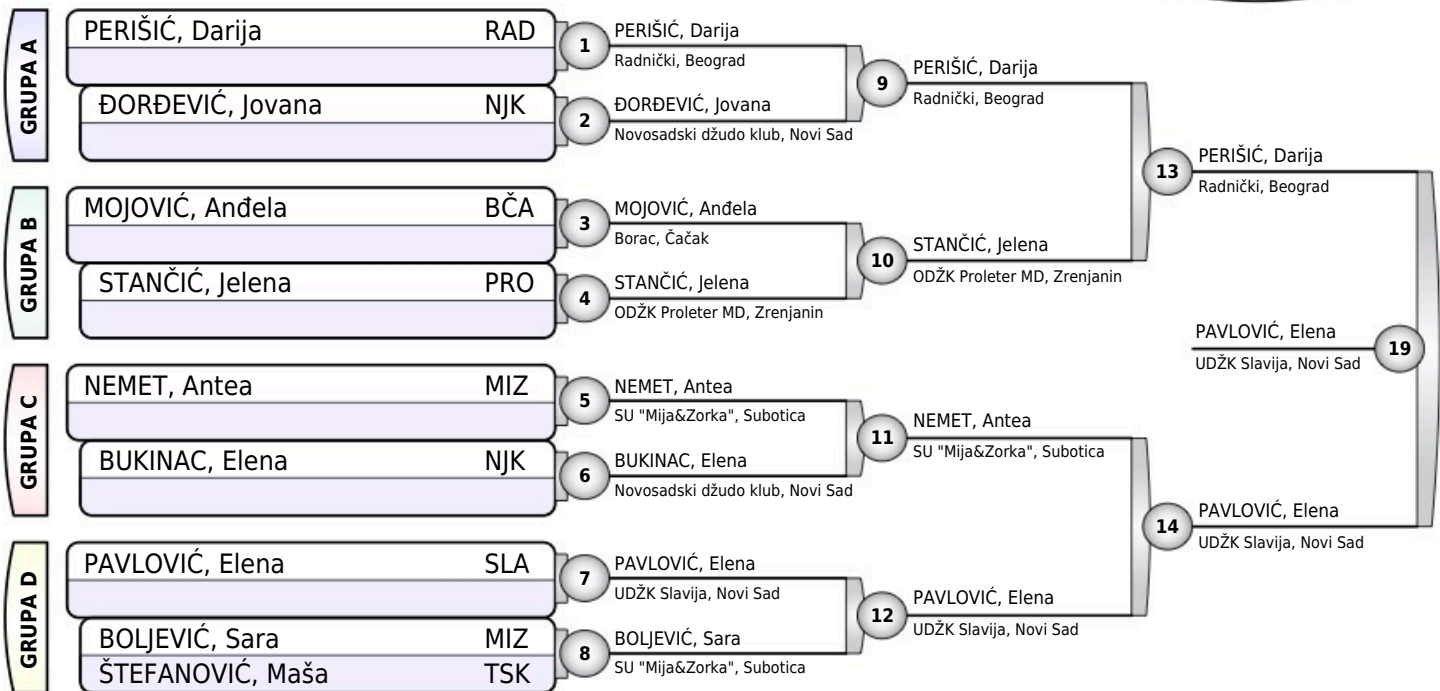 GRUPA A
PERIŠIĆ, Darija RAD
ĐORĐEVIĆ, Jovana NJK
1
PERIŠIĆ, Darija
Radnički, Beograd
2
ĐORĐEVIĆ, Jovana
Novosadski džudo klub, Novi Sad
9
PERIŠIĆ, Darija
Radnički, Beograd
GRUPA B
MOJOVIĆ, Anđela BČA
STANČIĆ, Jelena PRO
3
MOJOVIĆ, Anđela
Borac, Čačak
4
STANČIĆ, Jelena
ODŽK Proleter MD, Zrenjanin
10
STANČIĆ, Jelena
ODŽK Proleter MD, Zrenjanin
13
PERIŠIĆ, Darija
Radnički, Beograd
GRUPA C
NEMET, Antea MIZ
BUKINAC, Elena NJK
5
NEMET, Antea
SU "Mija&Zorka", Subotica
6
BUKINAC, Elena
Novosadski džudo klub, Novi Sad
11
NEMET, Antea
SU "Mija&Zorka", Subotica
GRUPA D
PAVLOVIĆ, Elena SLA
BOLJEVIĆ, Sara MIZ
ŠTEFANOVIĆ, Maša TSK
7
PAVLOVIĆ, Elena
UDŽK Slavija, Novi Sad
8
BOLJEVIĆ, Sara
SU "Mija&Zorka", Subotica
12
PAVLOVIĆ, Elena
UDŽK Slavija, Novi Sad
14
PAVLOVIĆ, Elena
UDŽK Slavija, Novi Sad
PAVLOVIĆ, Elena
UDŽK Slavija, Novi Sad
19